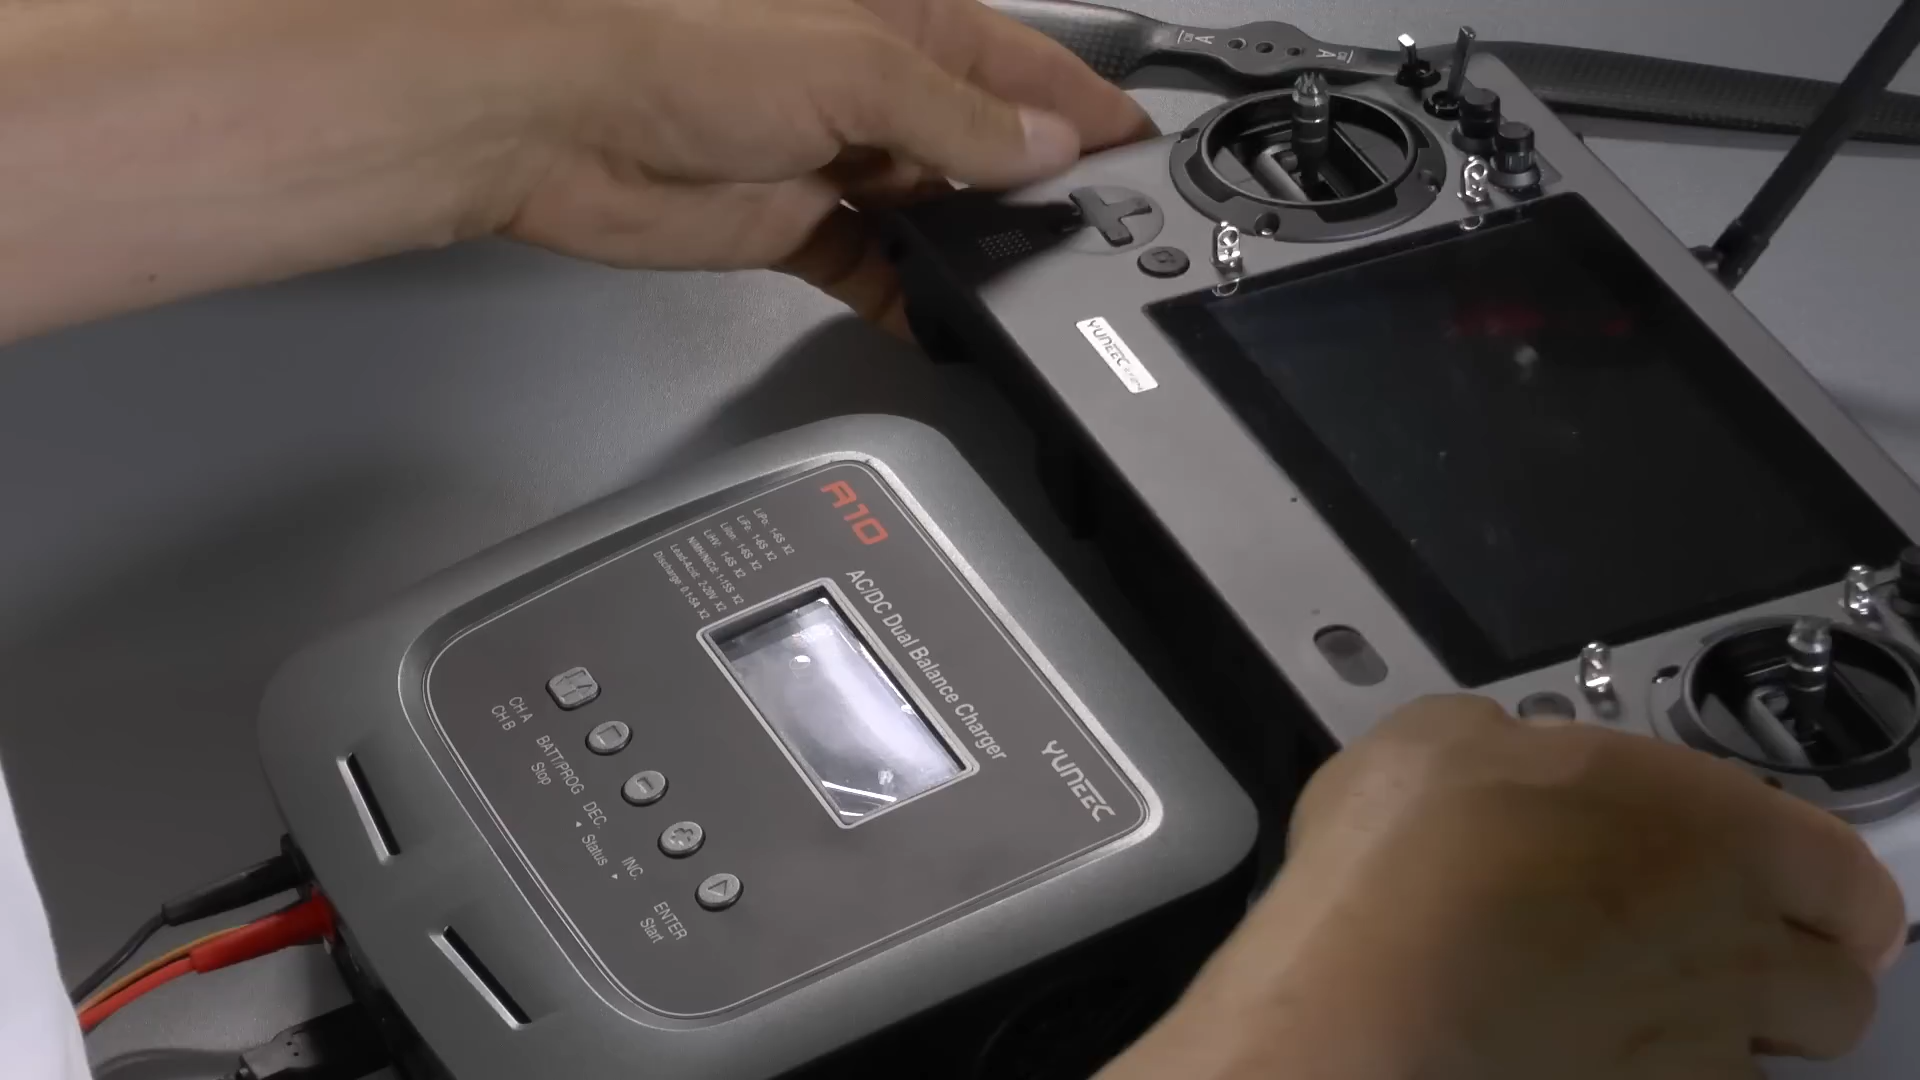 A10
LiPo: 1-6S X2
LiFe: 1-6S X2
LiIon: 1-6S X2
LiHV: 1-6S X2
NiMH/NiCd: 1-15S X2
Lead-Acid: 2-20V X2
Discharge: 0.1-5A X2
AC/DC Dual Balance Charger
YUNEEC
CH A
CH B
BATT/PROG
Stop
DEC.
INC.
◂ Status ▸
ENTER
Start
YUNEEC
A
A